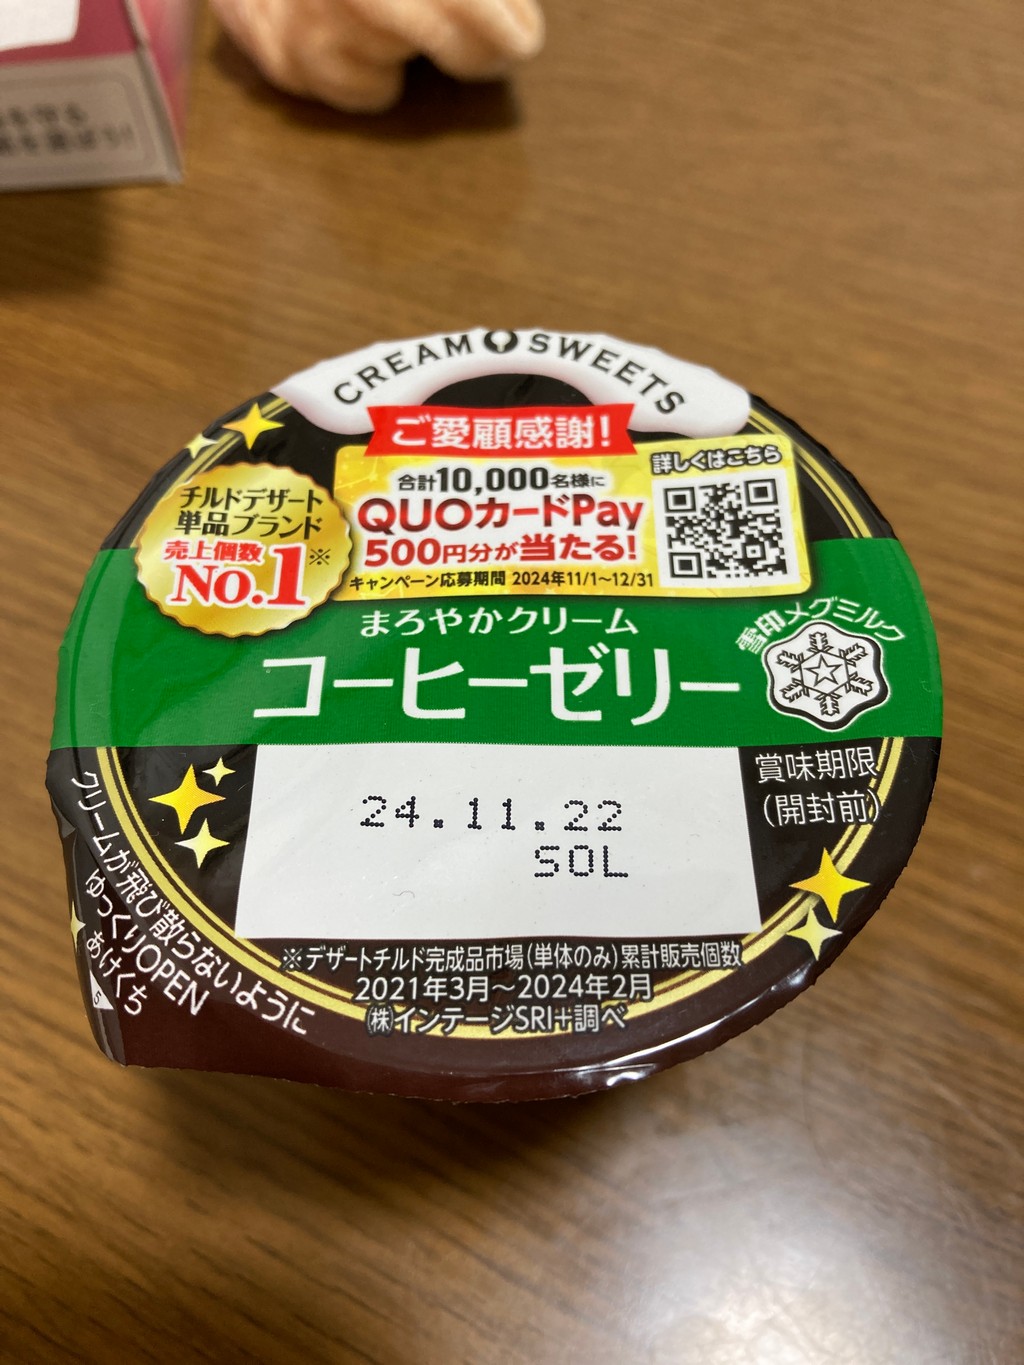 CREAM SWEETS
ご愛顧感謝!
詳しくはこちら
合計10,000名様に
QUOカードPay
500円分が当たる!
キャンペーン応募期間 2024年11/1~12/31
チルドデザート
単品ブランド
売上個数
No.1※
まろやかクリーム
コーヒーゼリー
雪印メグミルク
賞味期限
(開封前)
24.11.22
SOL
クリームが飛び散らないように
ゆっくりOPEN
あけくち
5
※デザートチルド完成品市場(単体のみ)累計販売個数
2021年3月～2024年2月
㈱インテージSRI+調べ